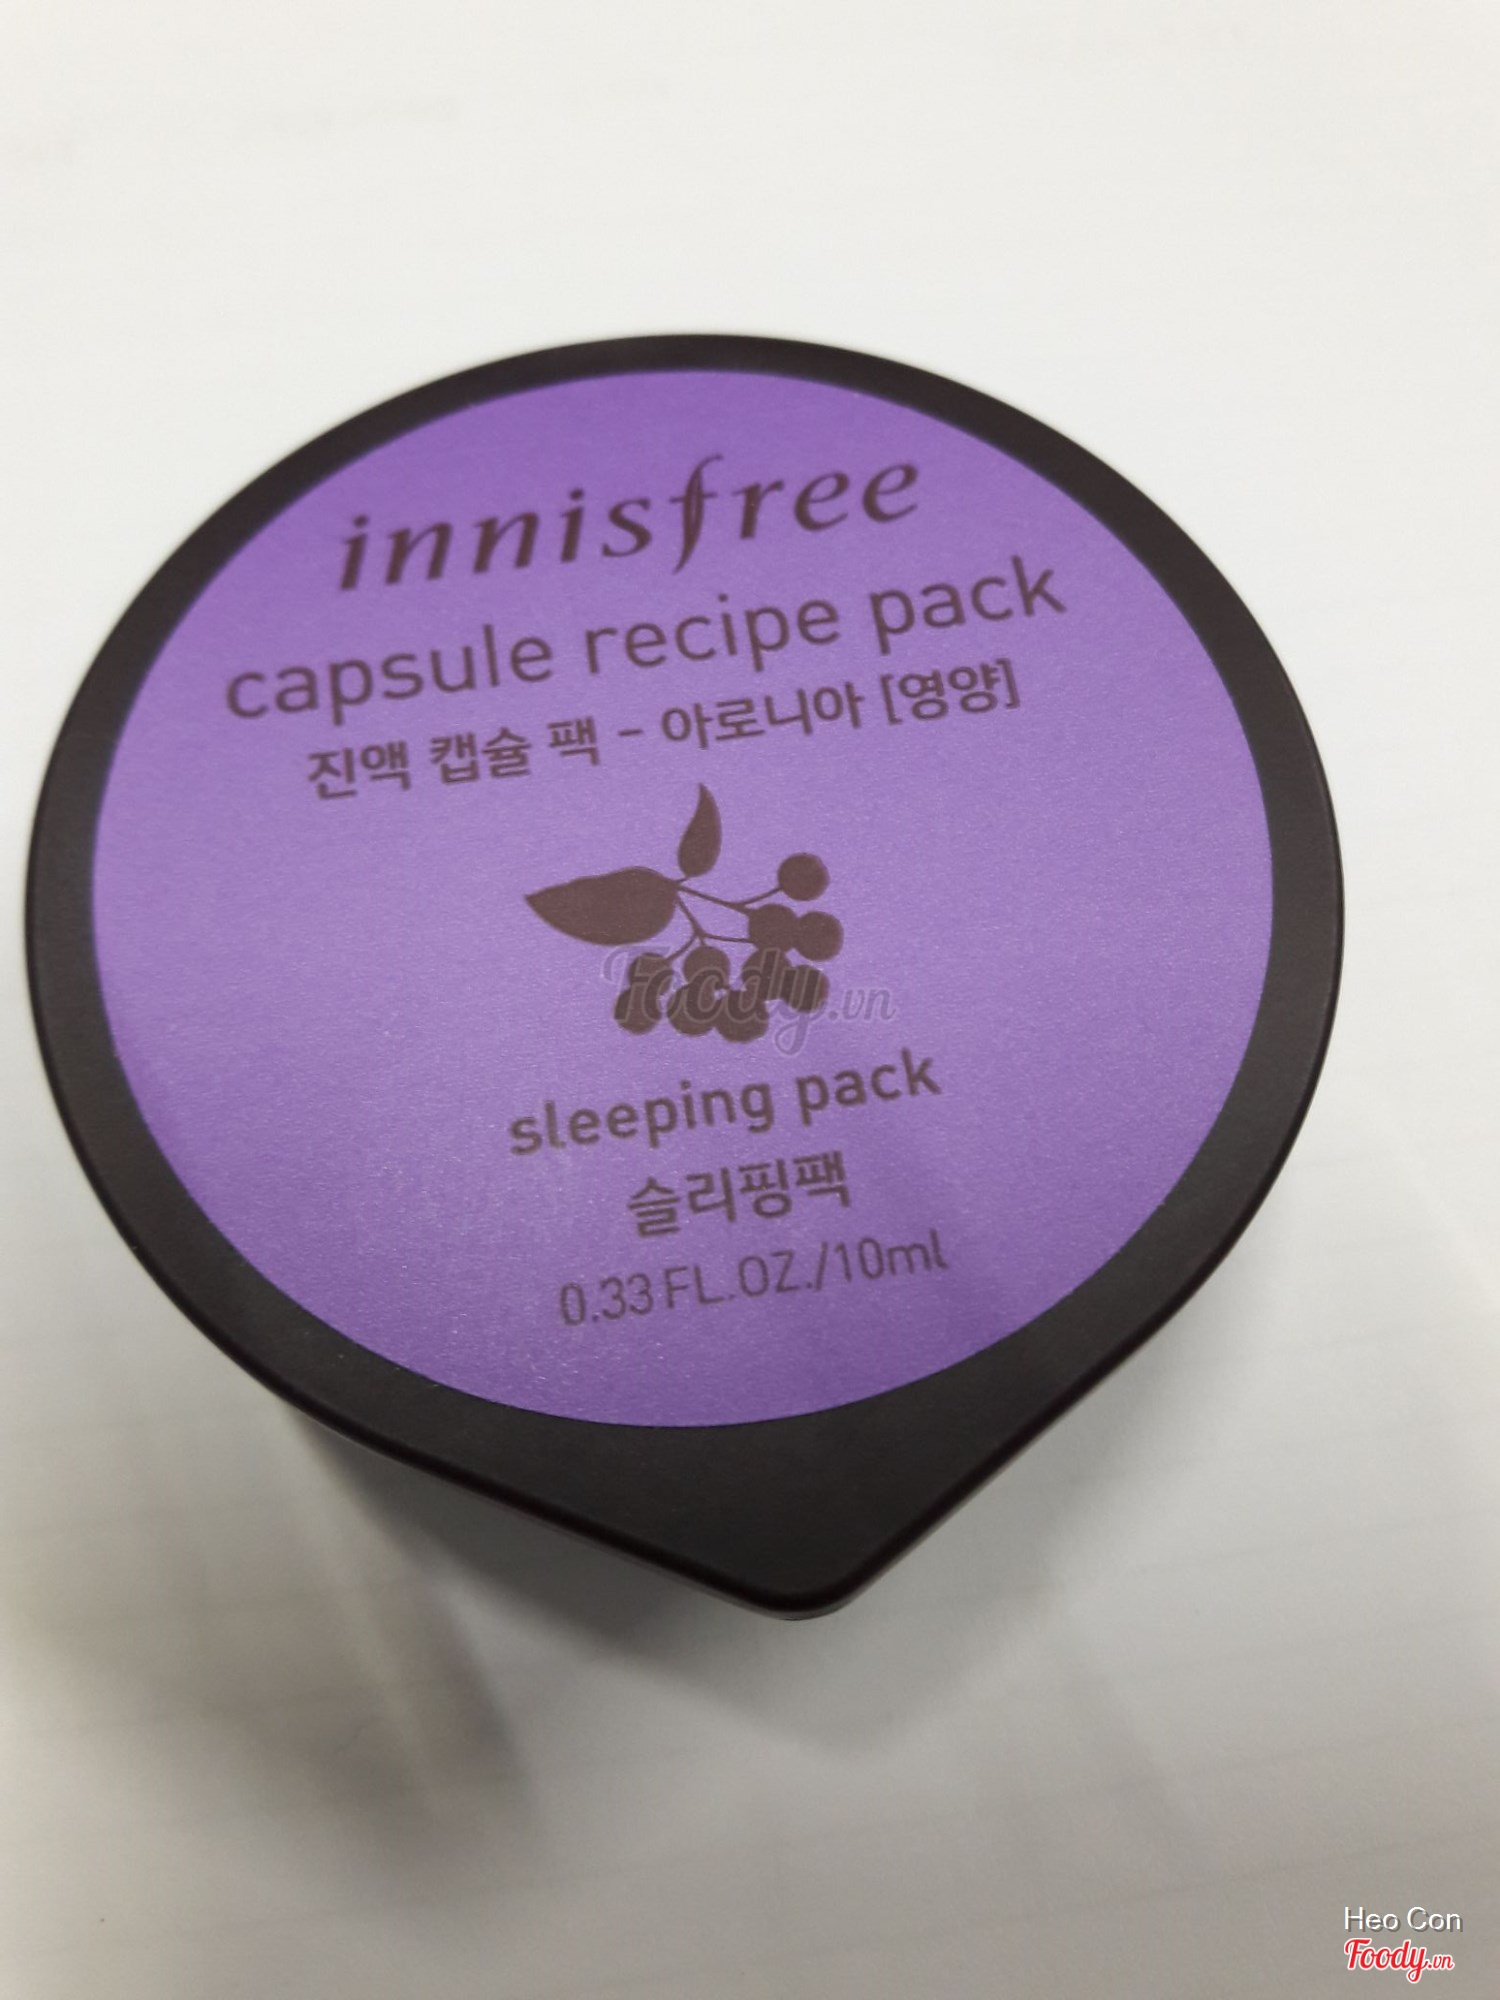 innisfree
capsule recipe pack
진액 캡슐 팩 - 아로니아 [영양]
Foody.vn
sleeping pack
슬리핑팩
0.33 FL.OZ./10ml
Heo Con
Foody.vn